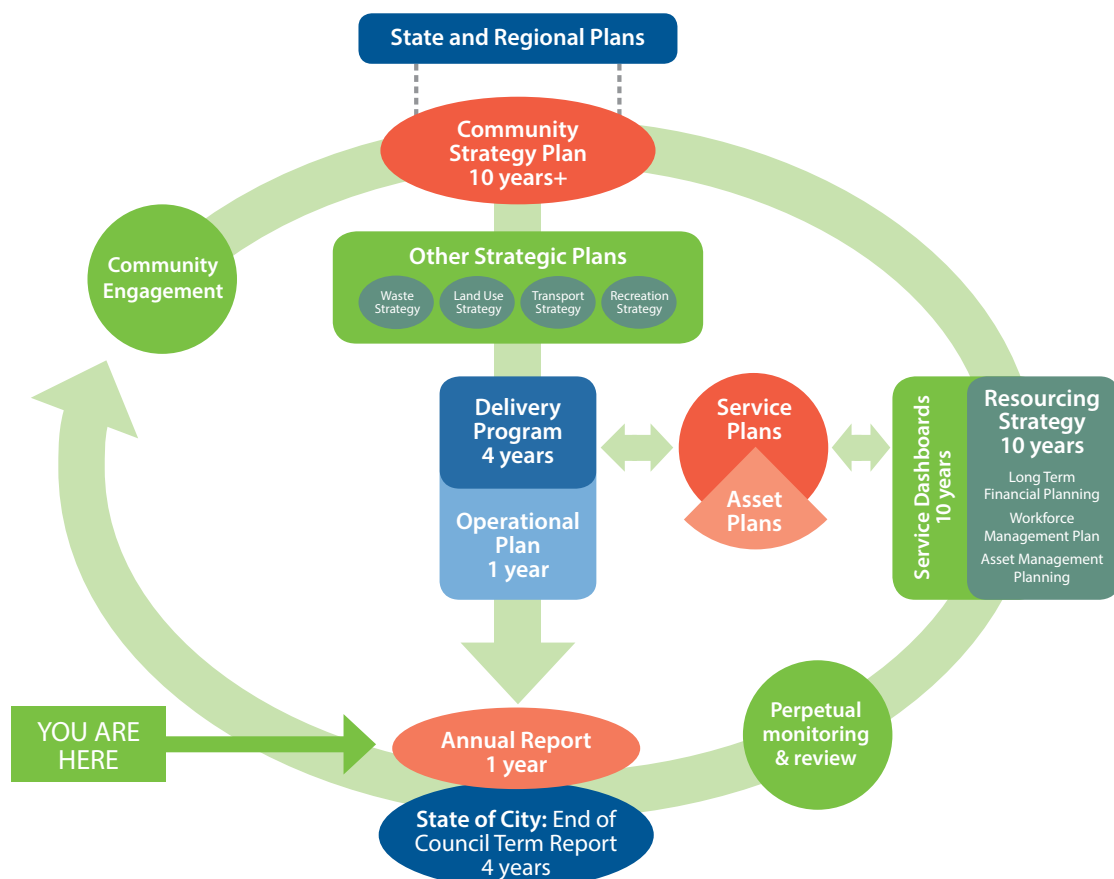 State and Regional Plans
Community
Strategy Plan
10 years+
Community
Engagement
Other Strategic Plans
Waste
Strategy
Land Use
Strategy
Transport
Strategy
Recreation
Strategy
Delivery
Program
4 years
Operational
Plan
1 year
Service
Plans
Asset
Plans
Service Dashboards
10 years
Resourcing
Strategy
10 years
Long Term
Financial Planning
Workforce
Management Plan
Asset Management
Planning
Perpetual
monitoring
& review
YOU ARE
HERE
Annual Report
1 year
State of City: End of
Council Term Report
4 years